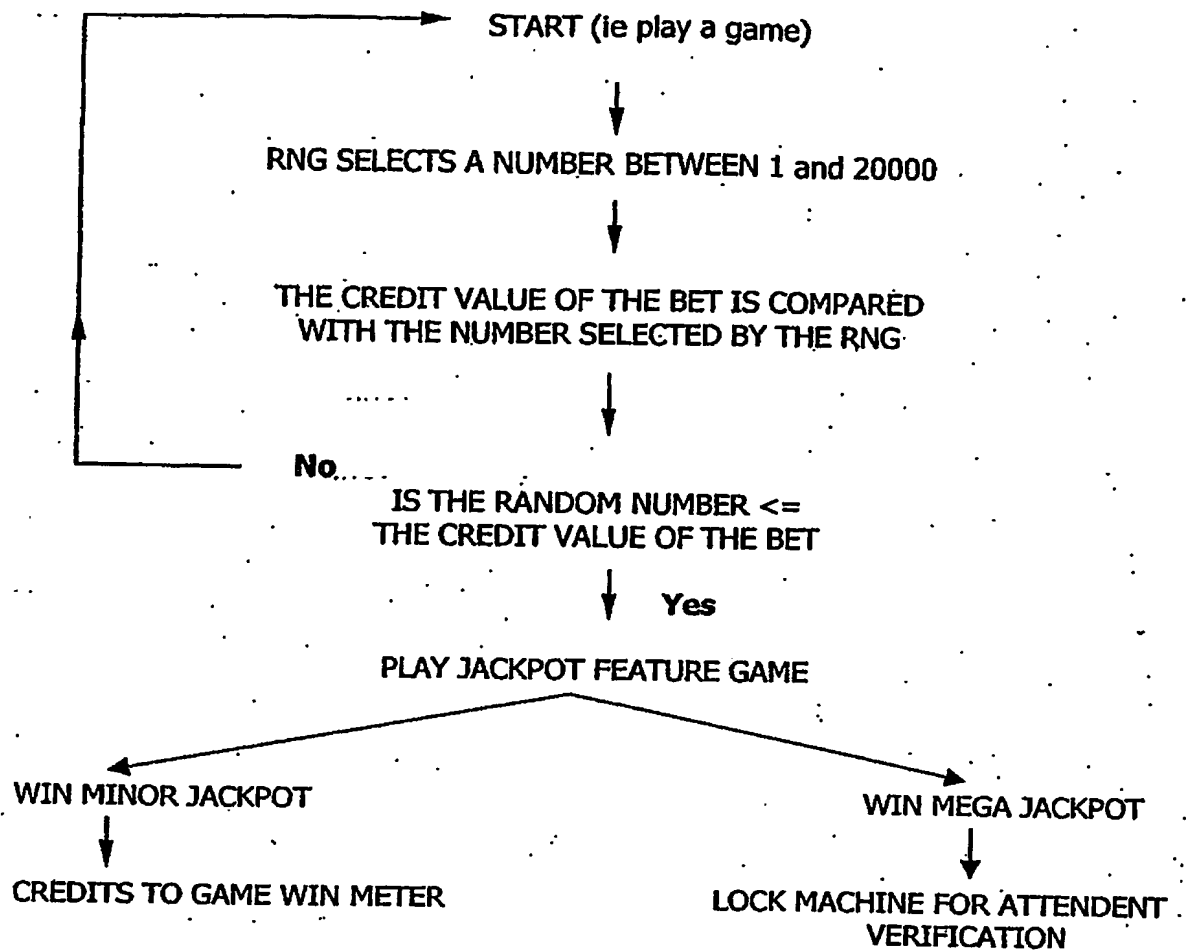 START (ie play a game)
RNG SELECTS A NUMBER BETWEEN 1 and 20000
THE CREDIT VALUE OF THE BET IS COMPARED
WITH THE NUMBER SELECTED BY THE RNG
No
IS THE RANDOM NUMBER <=
THE CREDIT VALUE OF THE BET
Yes
PLAY JACKPOT FEATURE GAME
WIN MINOR JACKPOT
WIN MEGA JACKPOT
CREDITS TO GAME WIN METER
LOCK MACHINE FOR ATTENDENT
VERIFICATION